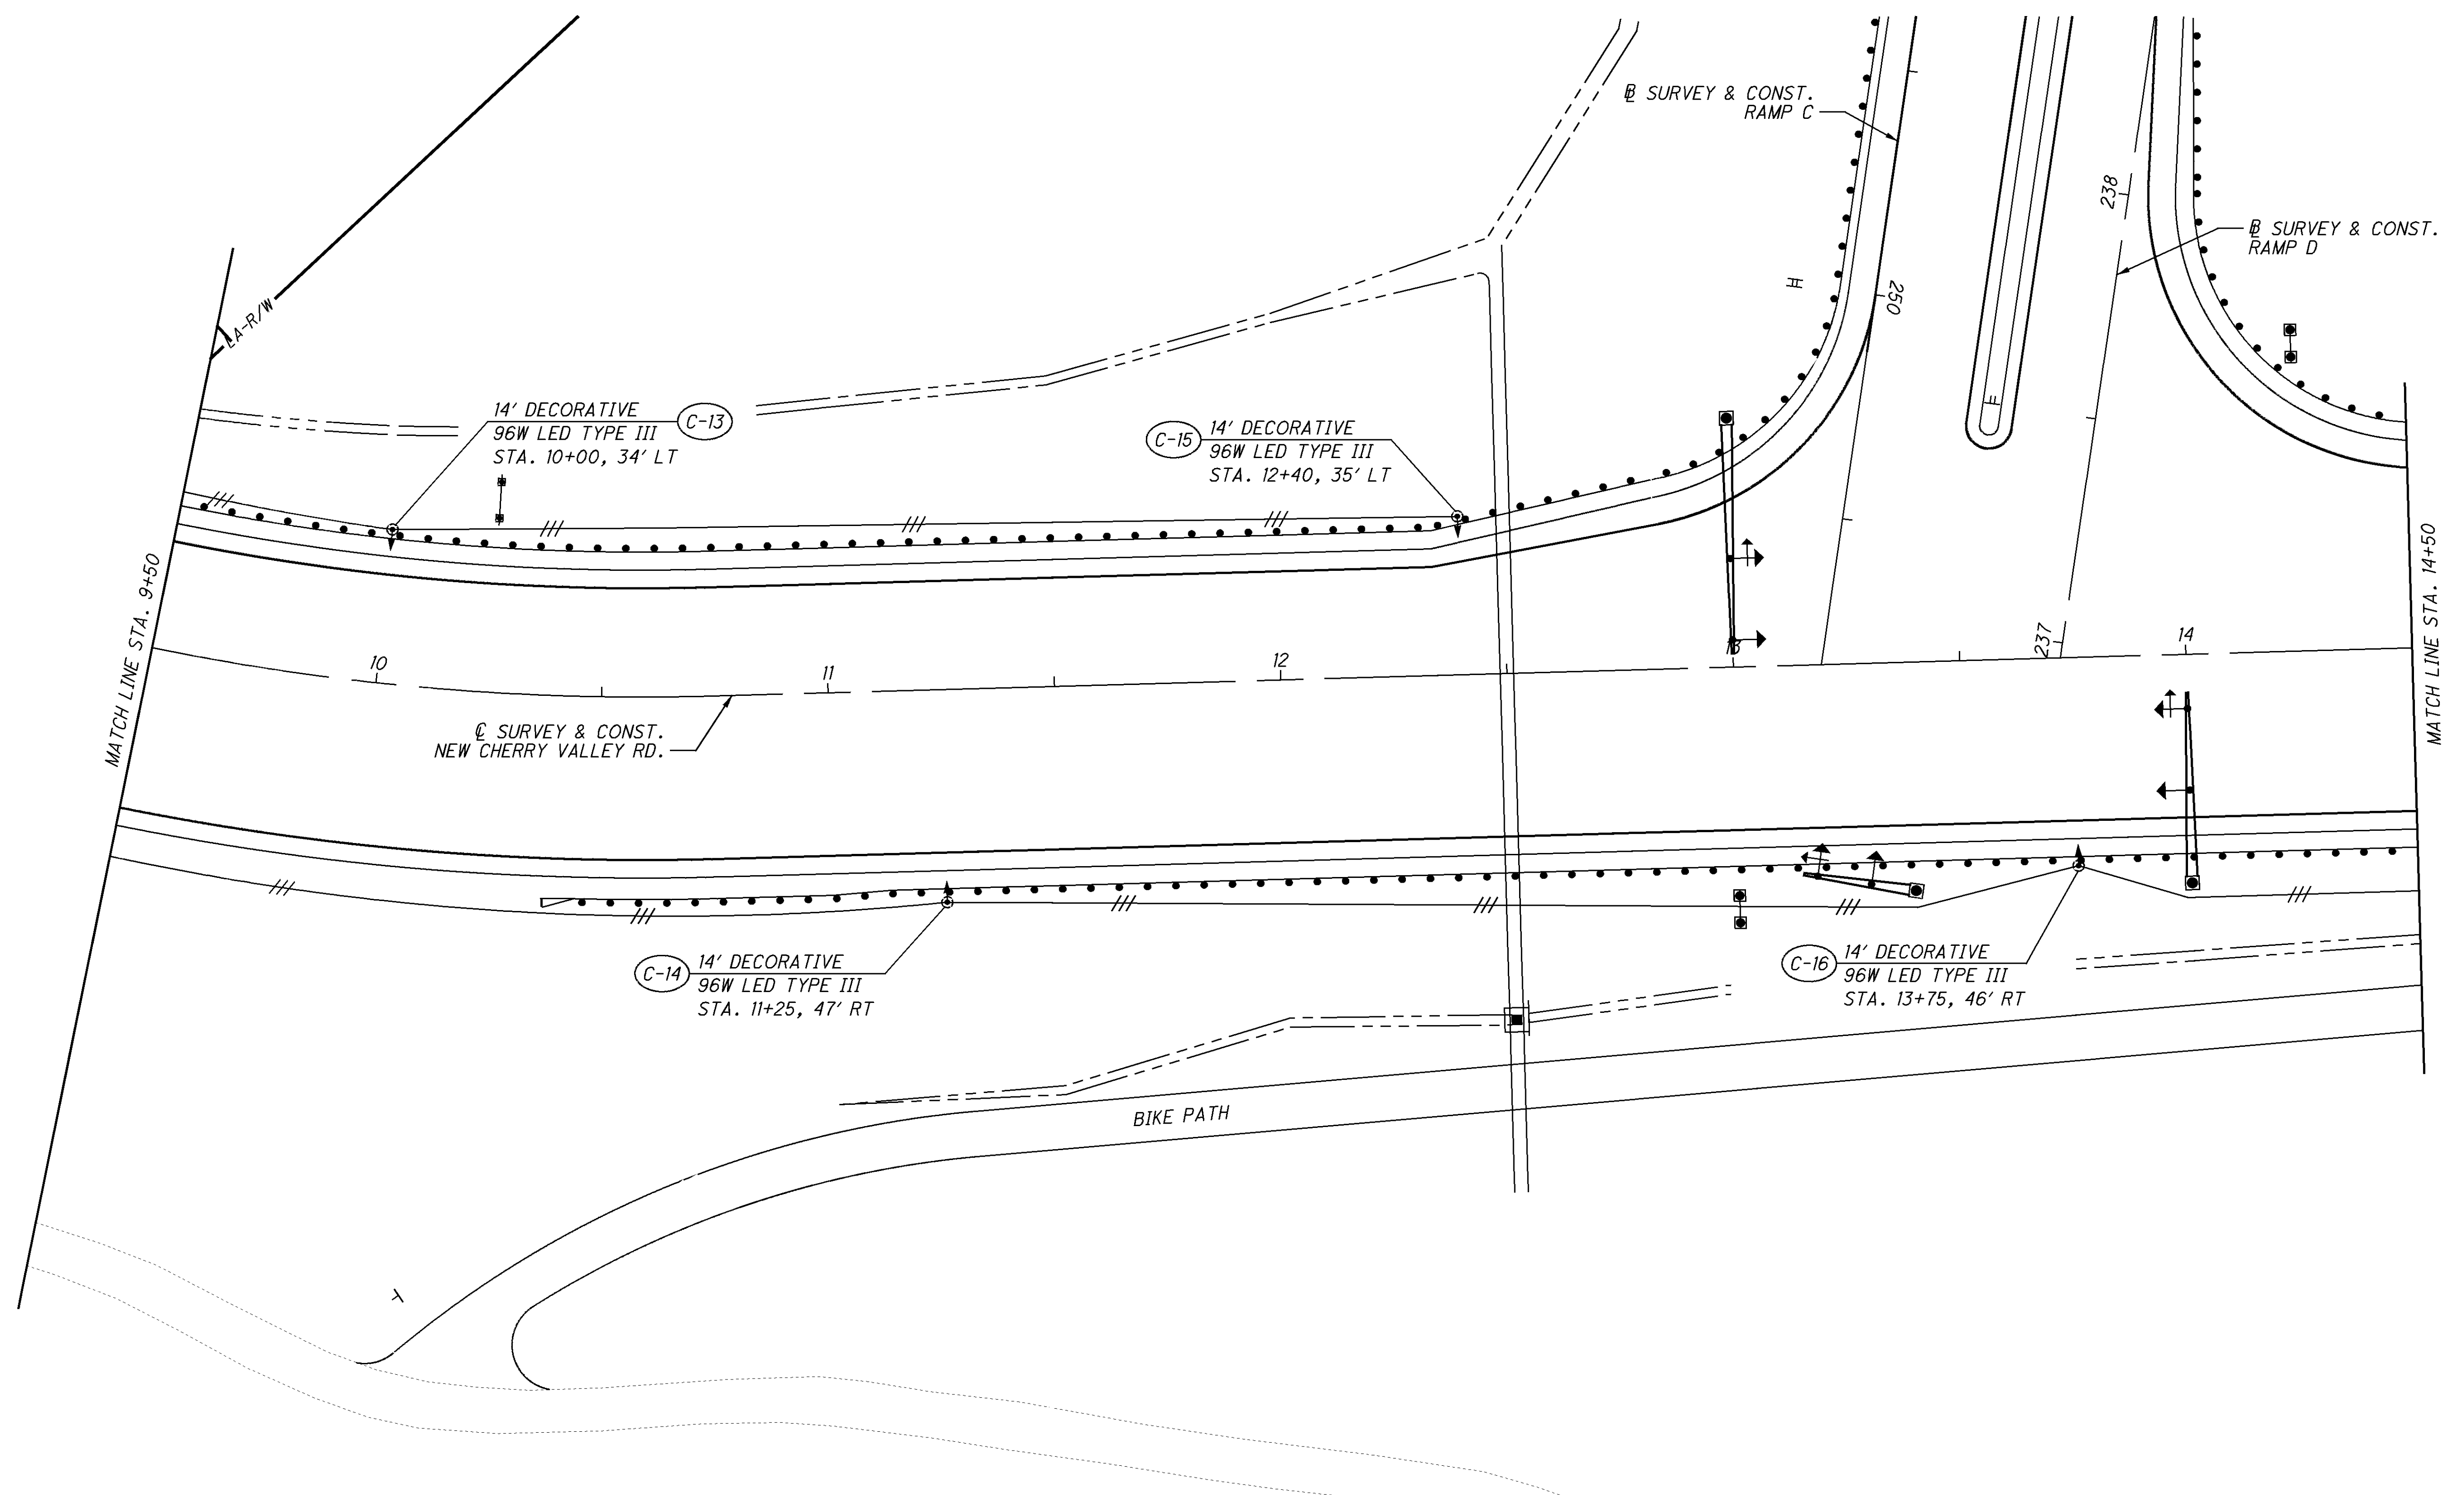 ℄ SURVEY & CONST.
NEW CHERRY VALLEY RD.
BL SURVEY & CONST.
RAMP C
BL SURVEY & CONST.
RAMP D
LA-R/W
14' DECORATIVE
96W LED TYPE III
STA. 10+00, 34' LT
C-13
C-15
14' DECORATIVE
96W LED TYPE III
STA. 12+40, 35' LT
C-14
14' DECORATIVE
96W LED TYPE III
STA. 11+25, 47' RT
C-16
14' DECORATIVE
96W LED TYPE III
STA. 13+75, 46' RT
MATCH LINE STA. 9+50
MATCH LINE STA. 14+50
10
11
12
13
14
250
238
237
BIKE PATH